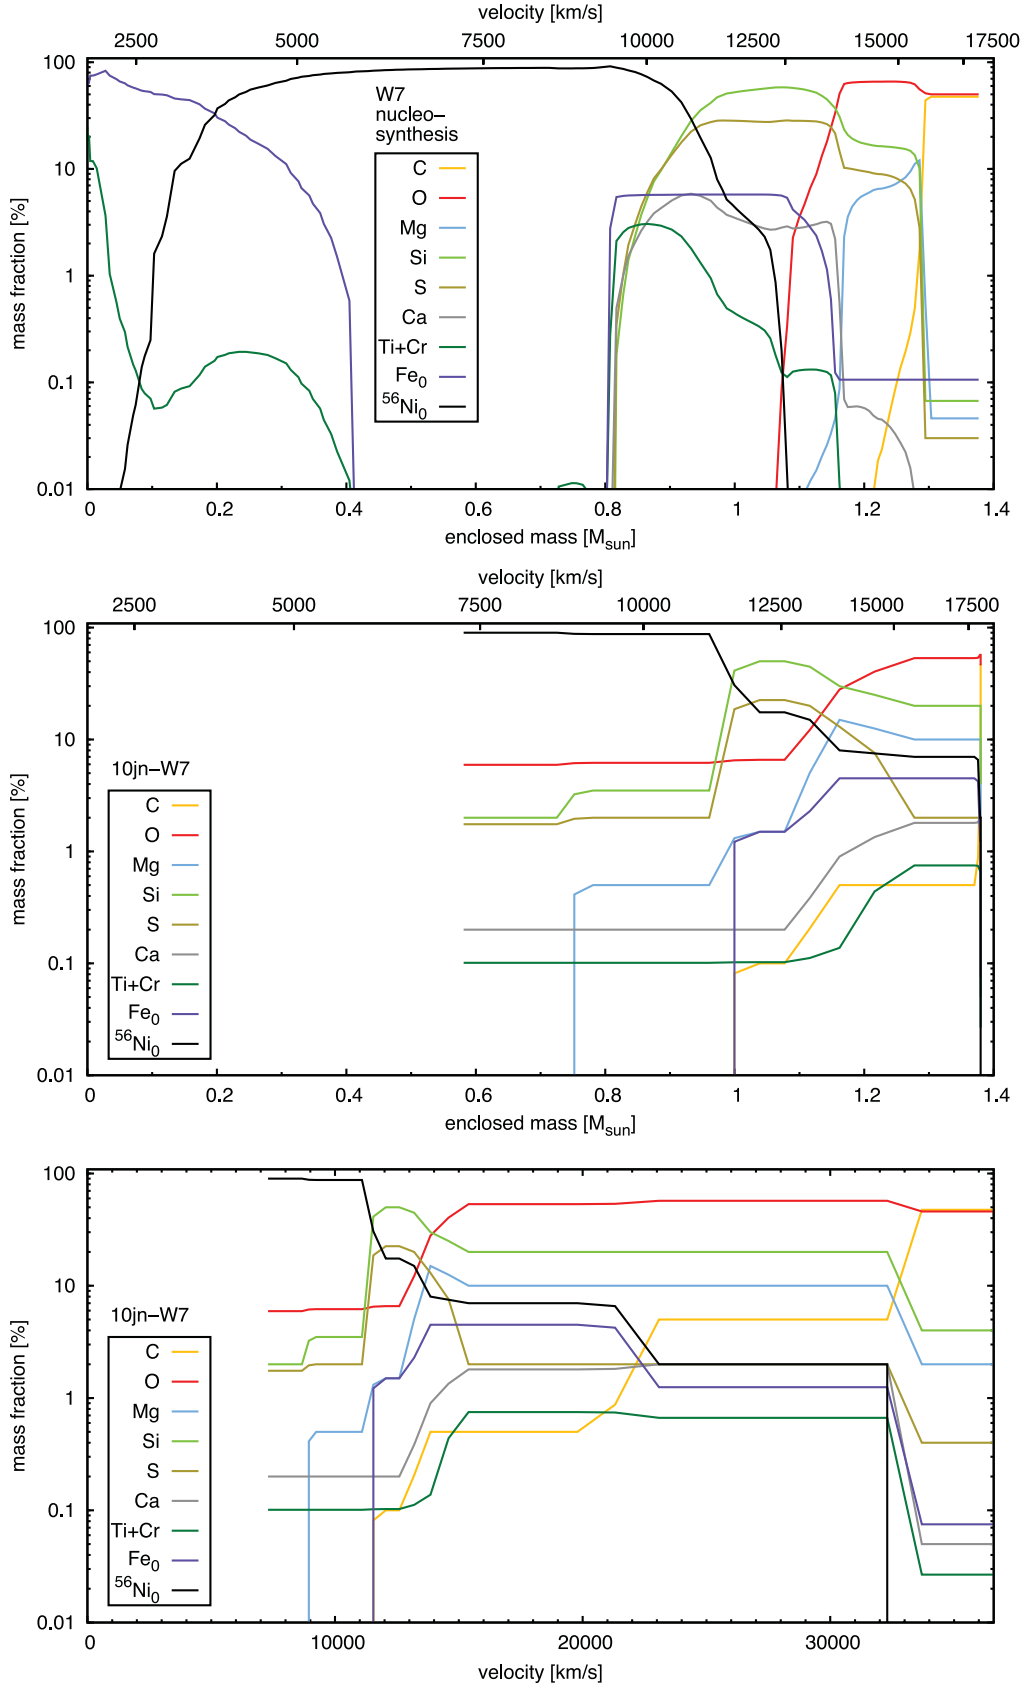 velocity [km/s]
2500 5000 7500 10000 12500 15000 17500
100
10
1
0.1
0.01
mass fraction [%]
W7
nucleo-
synthesis
C
O
Mg
Si
S
Ca
Ti+Cr
Fe0
56Ni0
0 0.2 0.4 0.6 0.8 1 1.2 1.4
enclosed mass [Msun]
velocity [km/s]
2500 5000 7500 10000 12500 15000 17500
100
10
1
0.1
0.01
mass fraction [%]
10jn-W7
C
O
Mg
Si
S
Ca
Ti+Cr
Fe0
56Ni0
0 0.2 0.4 0.6 0.8 1 1.2 1.4
enclosed mass [Msun]
100
10
1
0.1
0.01
mass fraction [%]
10jn-W7
C
O
Mg
Si
S
Ca
Ti+Cr
Fe0
56Ni0
0 10000 20000 30000
velocity [km/s]